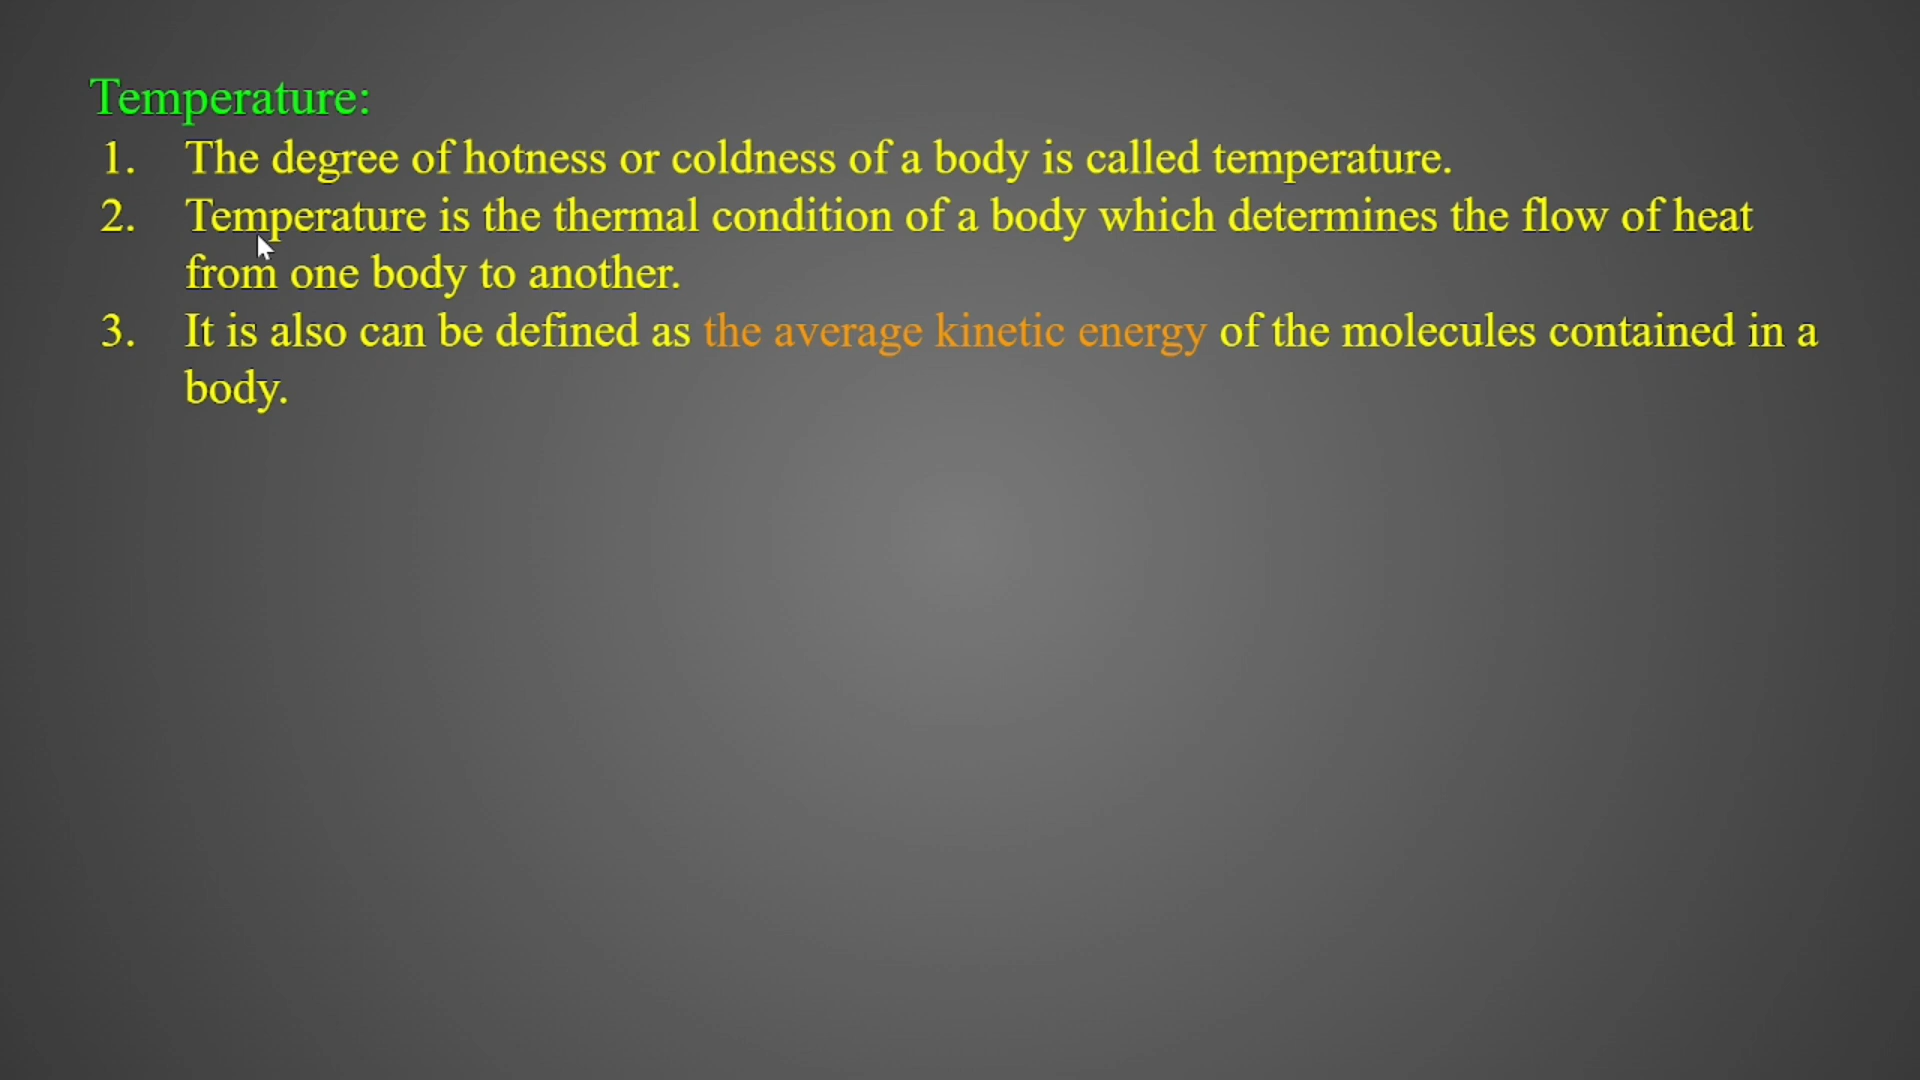 Temperature:
1. The degree of hotness or coldness of a body is called temperature.
2. Temperature is the thermal condition of a body which determines the flow of heat
from one body to another.
3. It is also can be defined as the average kinetic energy of the molecules contained in a
body.